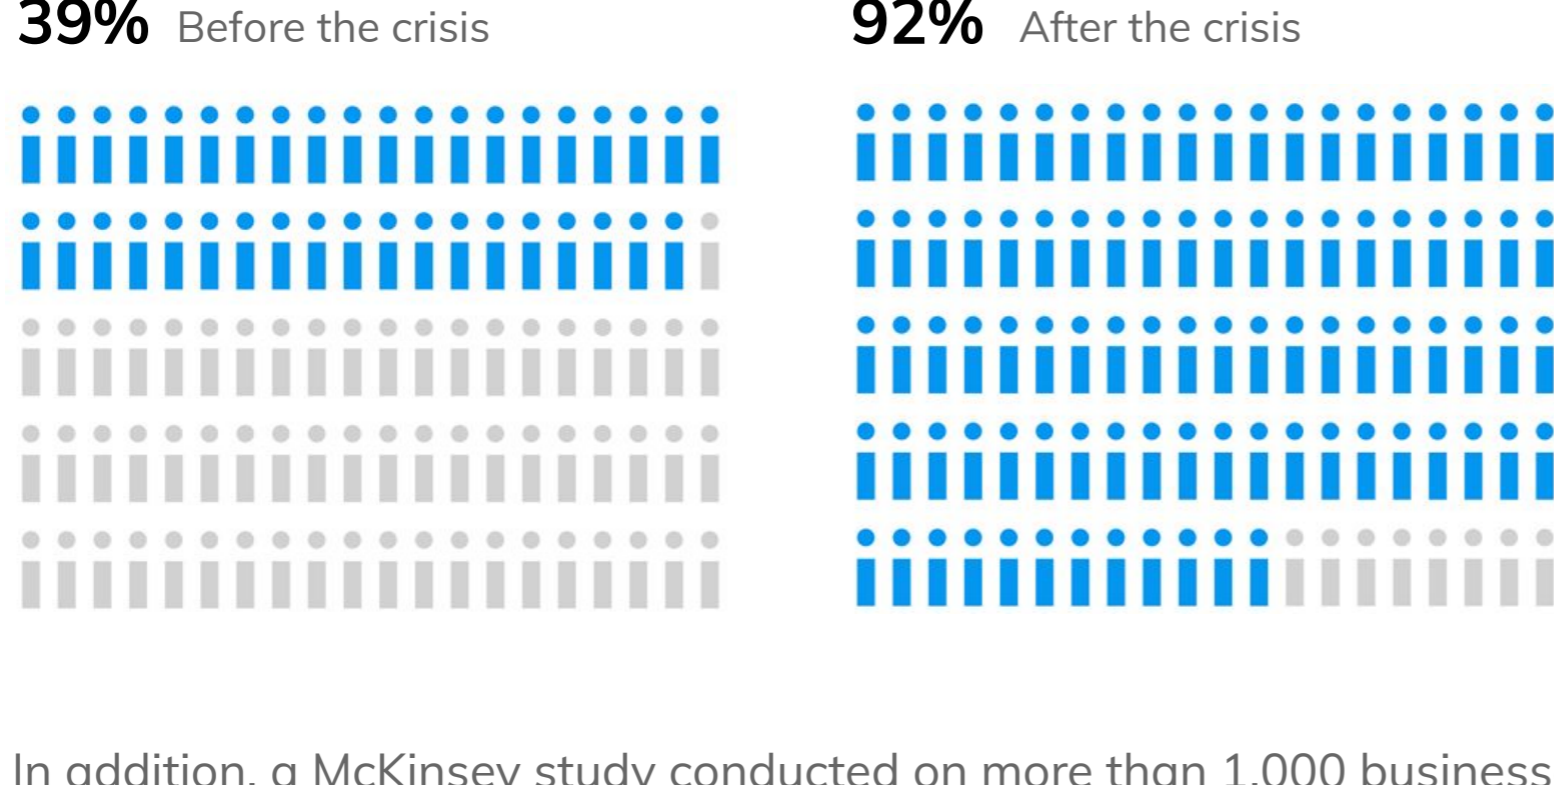 39% Before the crisis
92% After the crisis
In addition, a McKinsey study conducted on more than 1,000 business